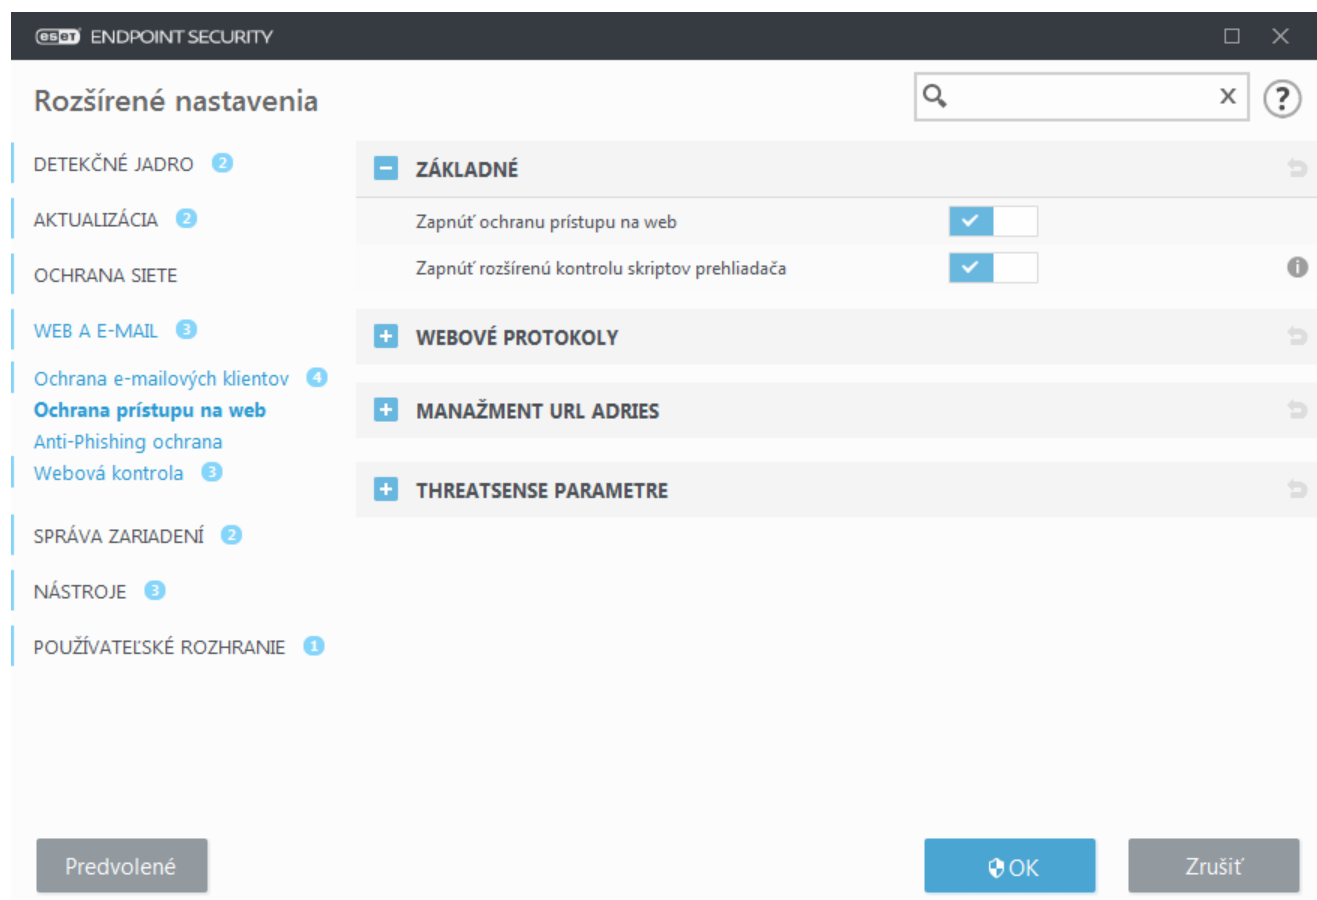 eset ENDPOINT SECURITY
Rozšírené nastavenia
x
?
DETEKČNÉ JADRO 2
AKTUALIZÁCIA 2
OCHRANA SIETE
WEB A E-MAIL 3
Ochrana e-mailových klientov 4
Ochrana prístupu na web
Anti-Phishing ochrana
Webová kontrola 3
SPRÁVA ZARIADENÍ 2
NÁSTROJE 3
POUŽÍVATEĽSKÉ ROZHRANIE 1
ZÁKLADNÉ
Zapnúť ochranu prístupu na web
Zapnúť rozšírenú kontrolu skriptov prehliadača
WEBOVÉ PROTOKOLY
MANAŽMENT URL ADRIES
THREATSENSE PARAMETRE
Predvolené
OK
Zrušiť